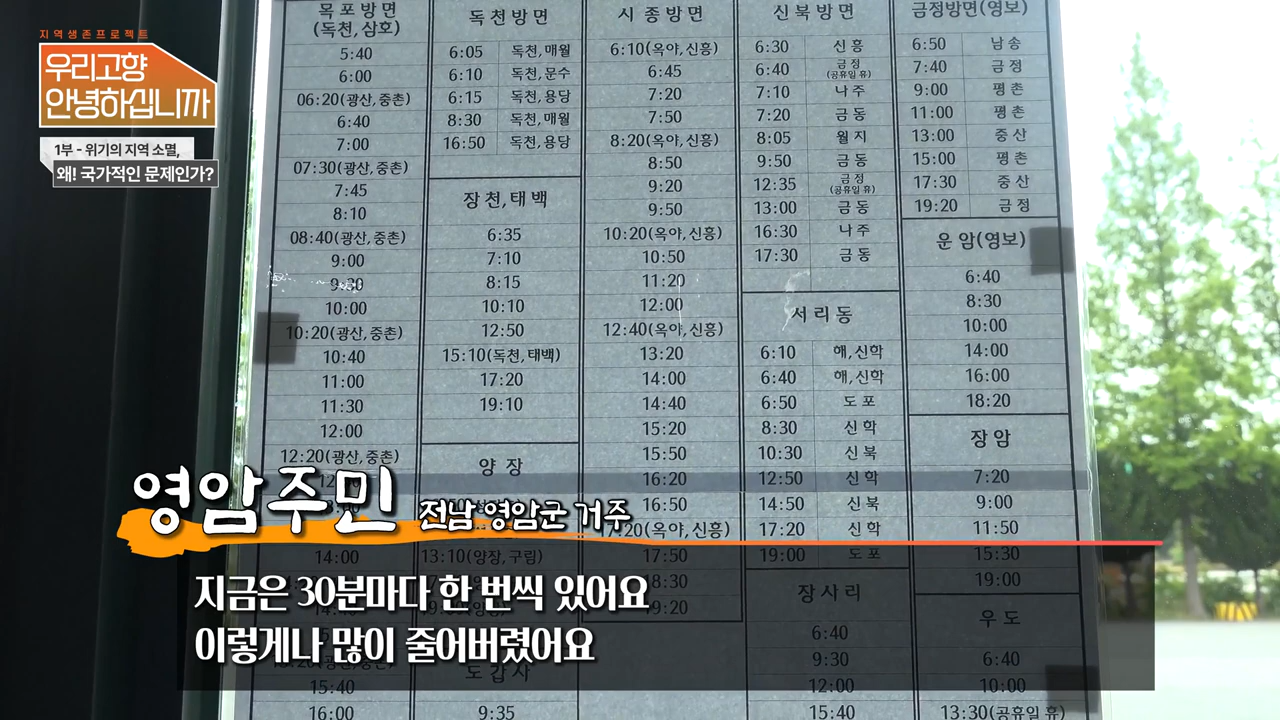 지역생존프로젝트
우리고향
안녕하십니까
1부 - 위기의 지역 소멸,
왜! 국가적인 문제인가?
목포방면
(독천, 삼호)
5:40
6:00
06:20(광산, 중촌)
6:40
7:00
07:30(광산, 중촌)
7:45
8:10
08:40(광산, 중촌)
9:00
9:30
10:00
10:20(광산, 중촌)
10:40
11:00
11:30
12:00
12:20(광산, 중촌)
14:00
15:40
16:00
독천방면
6:05 독천, 매월
6:10 독천, 문수
6:15 독천, 용당
8:30 독천, 매월
16:50 독천, 용당
장천, 태백
6:35
7:10
8:15
10:10
12:50
15:10(독천, 태백)
17:20
19:10
양장
13:10(양장, 구림)
도갑사
9:35
시종방면
6:10(옥야, 신흥)
6:45
7:20
7:50
8:20(옥야, 신흥)
8:50
9:20
9:50
10:20(옥야, 신흥)
10:50
11:20
12:00
12:40(옥야, 신흥)
13:20
14:00
14:40
15:20
15:50
16:20
16:50
17:20(옥야, 신흥)
17:50
18:30
19:20
신북방면
6:30 신흥
6:40 금정(공휴일 휴)
7:10 나주
7:20 금동
8:05 월지
9:50 금동
12:35 금정(공휴일 휴)
13:00 금동
16:30 나주
17:30 금동
서리동
6:10 해, 신학
6:40 해, 신학
6:50 도포
8:30 신학
10:30 신북
12:50 신학
14:50 신북
17:20 신학
19:00 도포
장사리
6:40
9:30
12:00
15:40
금정방면(영보)
6:50 남송
7:40 금정
9:00 평촌
11:00 평촌
13:00 중산
15:00 평촌
17:30 중산
19:20 금정
운암(영보)
6:40
8:30
10:00
14:00
16:00
18:20
장암
7:20
9:00
11:50
15:30
19:00
우도
6:40
10:00
13:30(공휴일 휴)
영암주민 전남 영암군 거주
지금은 30분마다 한 번씩 있어요
이렇게나 많이 줄어버렸어요